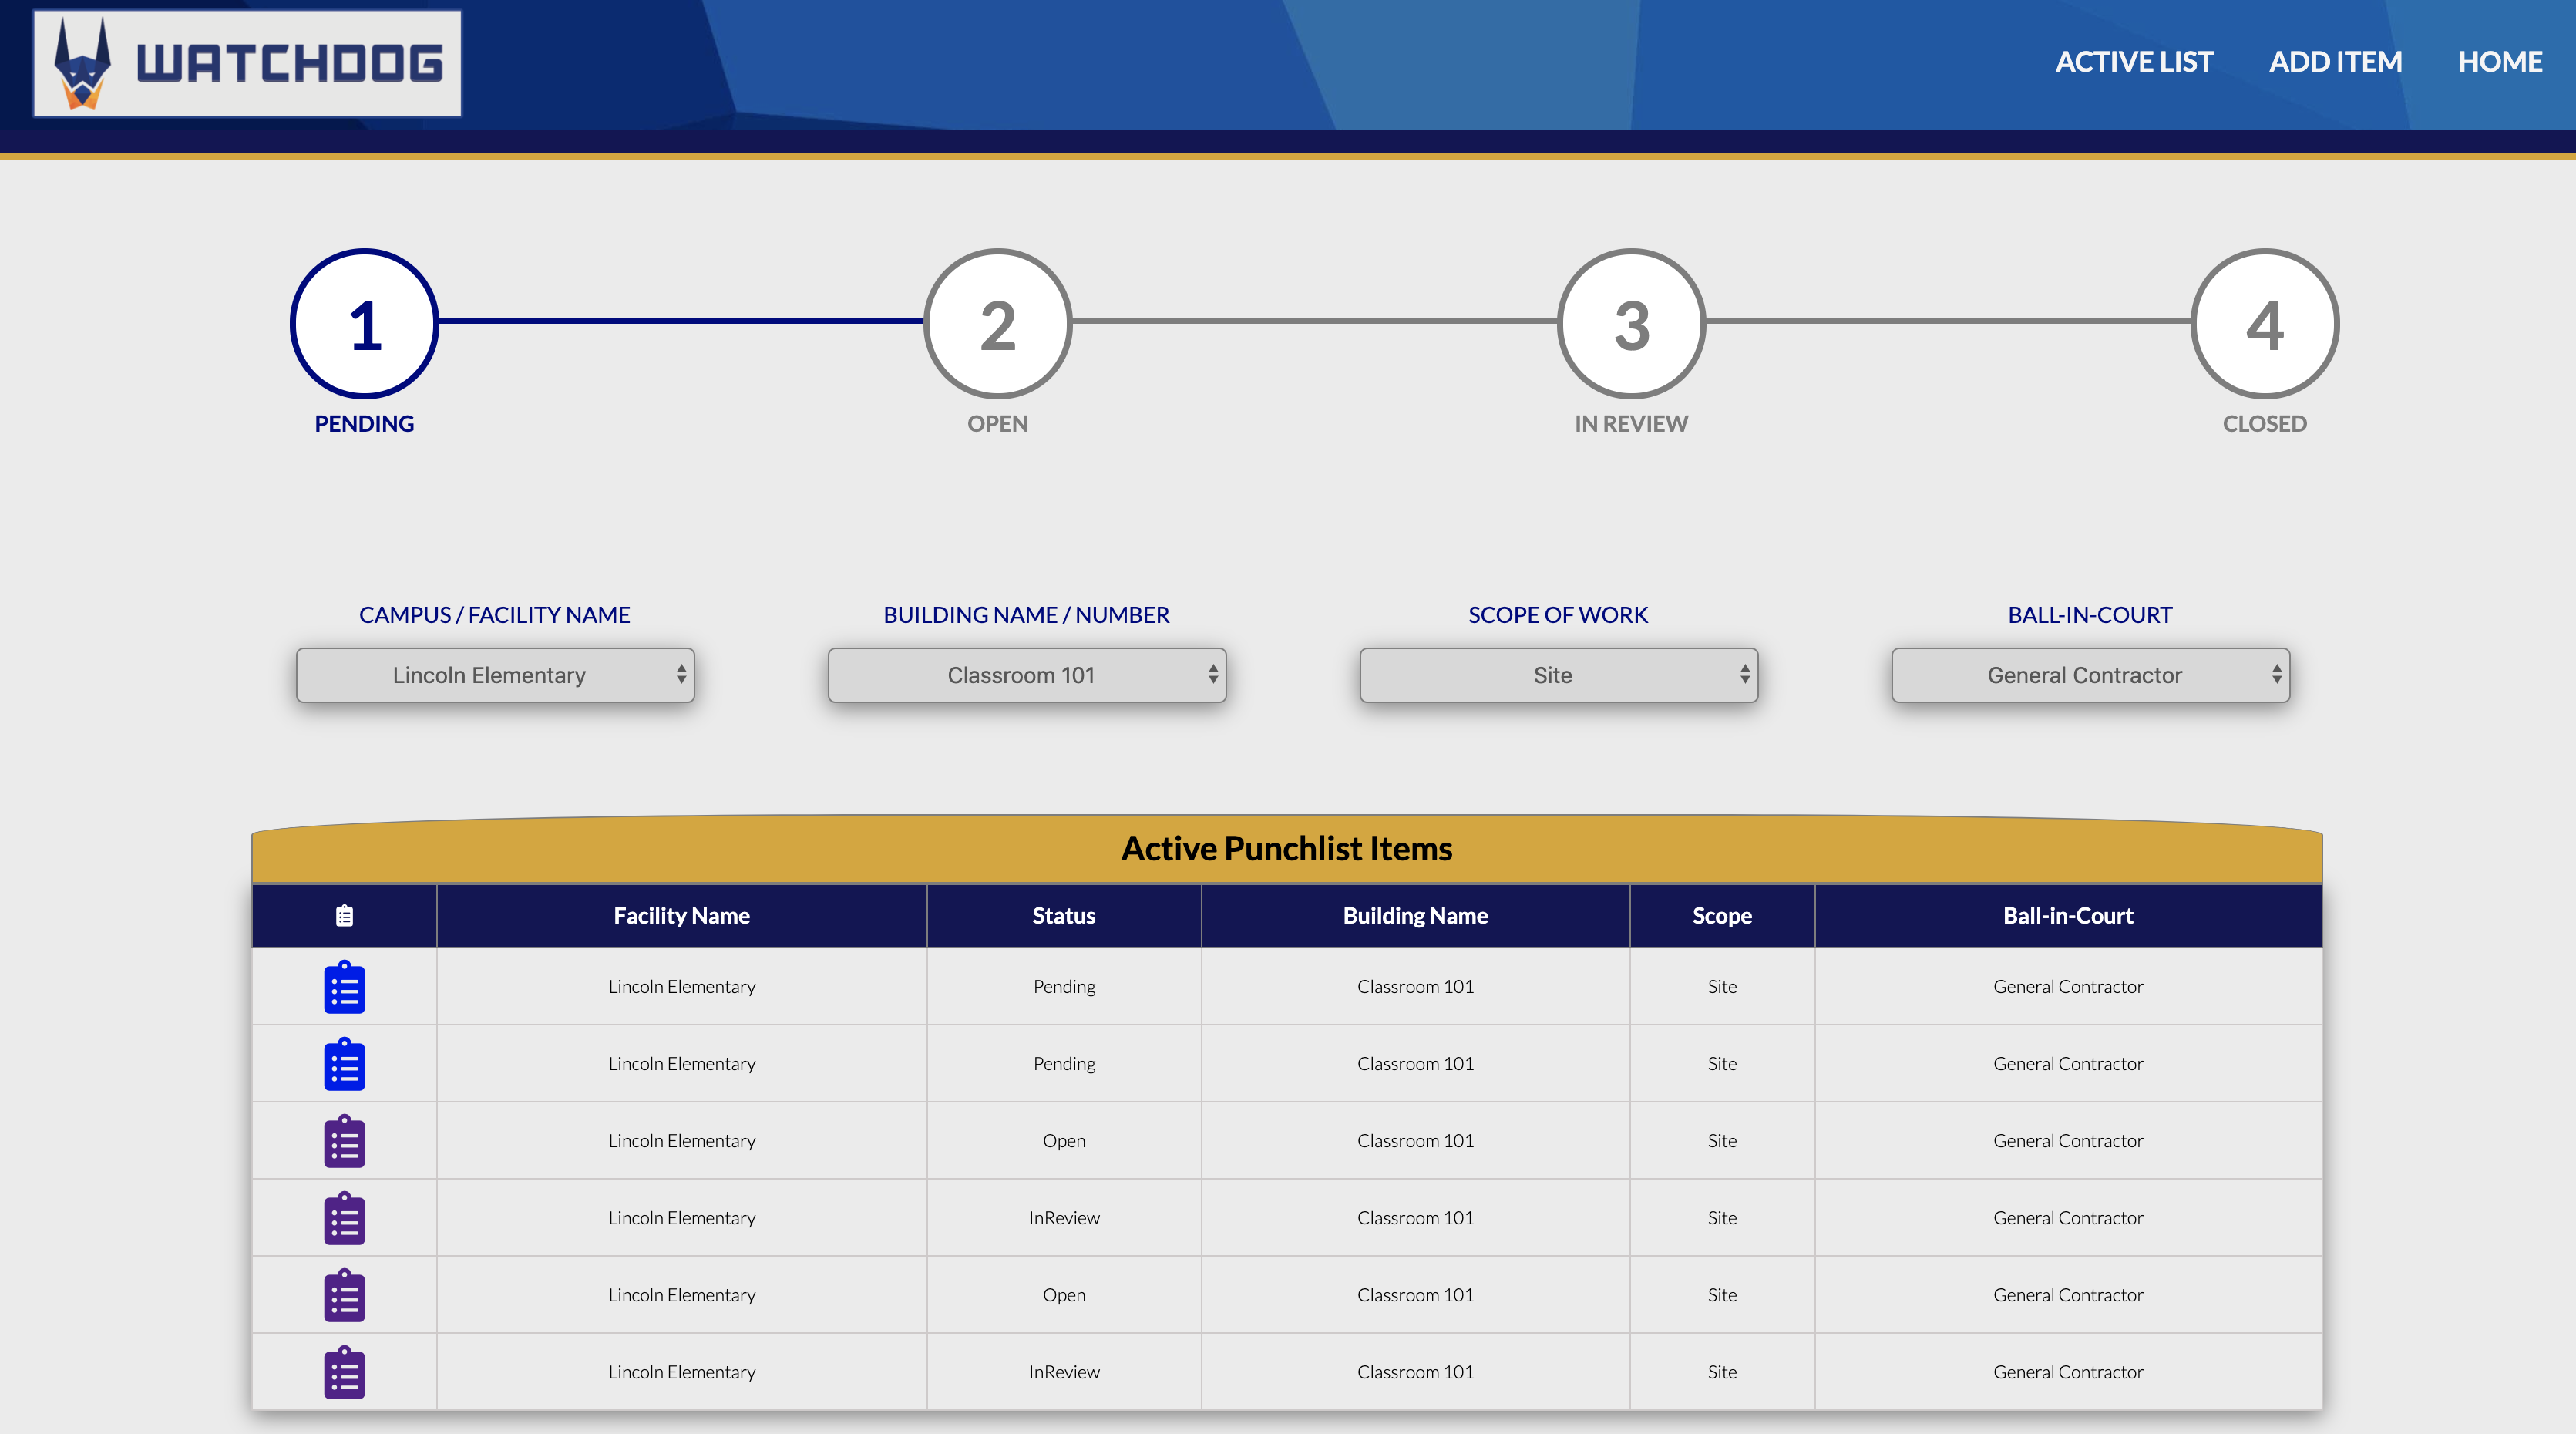 WATCHDOG
ACTIVE LIST ADD ITEM HOME
1 2 3 4
PENDING OPEN IN REVIEW CLOSED
CAMPUS / FACILITY NAME BUILDING NAME / NUMBER SCOPE OF WORK BALL-IN-COURT
Lincoln Elementary Classroom 101 Site General Contractor
Active Punchlist Items
Facility Name Status Building Name Scope Ball-in-Court
Lincoln Elementary Pending Classroom 101 Site General Contractor
Lincoln Elementary Pending Classroom 101 Site General Contractor
Lincoln Elementary Open Classroom 101 Site General Contractor
Lincoln Elementary InReview Classroom 101 Site General Contractor
Lincoln Elementary Open Classroom 101 Site General Contractor
Lincoln Elementary InReview Classroom 101 Site General Contractor